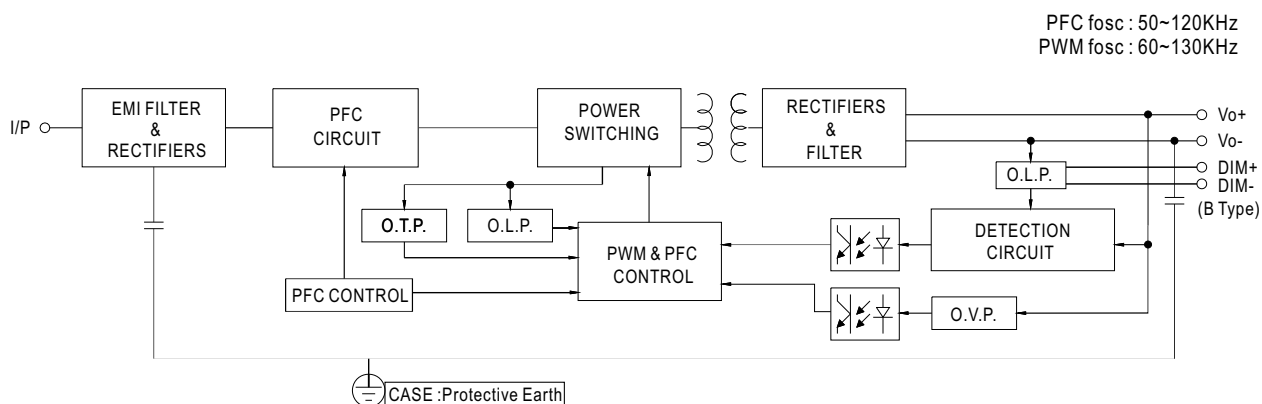 PFC fosc : 50~120KHz
PWM fosc : 60~130KHz
I/P
EMI FILTER
&
RECTIFIERS
PFC
CIRCUIT
POWER
SWITCHING
RECTIFIERS
&
FILTER
Vo+
Vo-
DIM+
DIM-
(B Type)
O.L.P.
O.T.P.
O.L.P.
PWM & PFC
CONTROL
DETECTION
CIRCUIT
PFC CONTROL
O.V.P.
CASE :Protective Earth